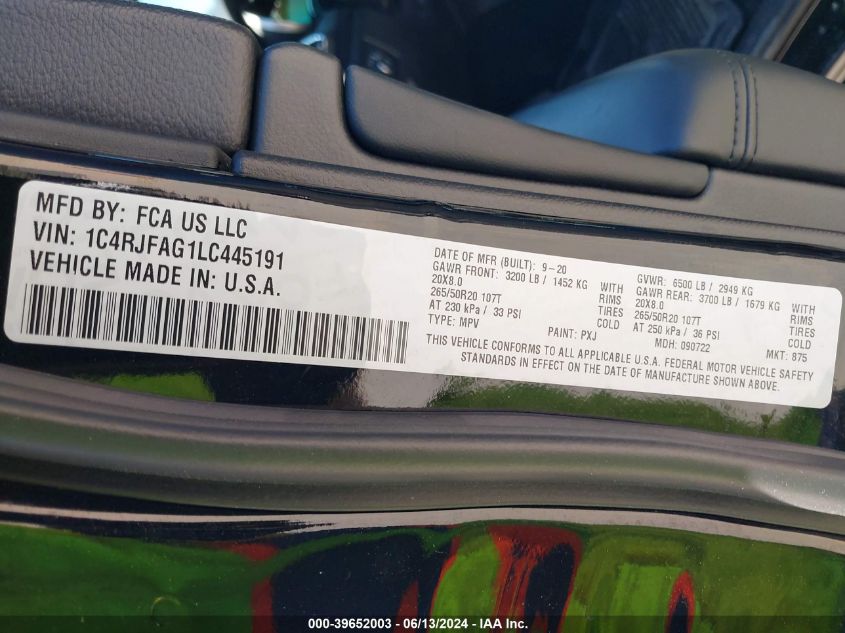 MFD BY: FCA US LLC
VIN: 1C4RJFAG1LC445191
VEHICLE MADE IN: U.S.A.
DATE OF MFR (BUILT): 9-20
GVWR: 6500 LB / 2949 KG
GAWR FRONT: 3200 LB / 1452 KG WITH
GAWR REAR: 3700 LB / 1679 KG WITH
20X8.0 RIMS
20X8.0 RIMS
265/50R20 107T TIRES
265/50R20 107T TIRES
AT 230 kPa / 33 PSI COLD
AT 250 kPa / 36 PSI COLD
TYPE: MPV PAINT: PXJ MDH: 090722 MKT: 875
THIS VEHICLE CONFORMS TO ALL APPLICABLE U.S.A. FEDERAL MOTOR VEHICLE SAFETY
STANDARDS IN EFFECT ON THE DATE OF MANUFACTURE SHOWN ABOVE.
000-39652003 - 06/13/2024 - IAA Inc.